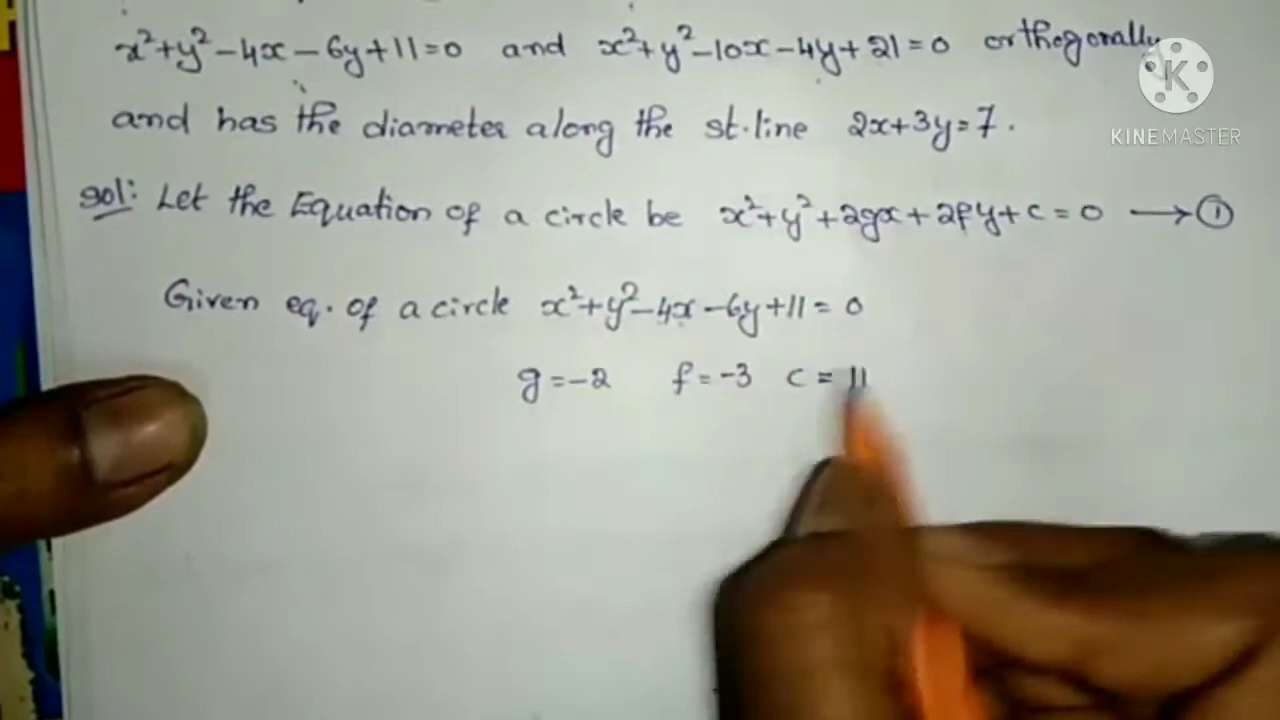 x²+y²-4x-6y+11=0 and x²+y²-10x-4y+21=0 orthogonally
and has the diameter along the st.line 2x+3y=7.
sol: Let the Equation of a circle be x²+y²+2gx+2fy+c=0 → ①
Given eq. of a circle x²+y²-4x-6y+11=0
g=-2 f=-3 c=11
K
KINEMASTER